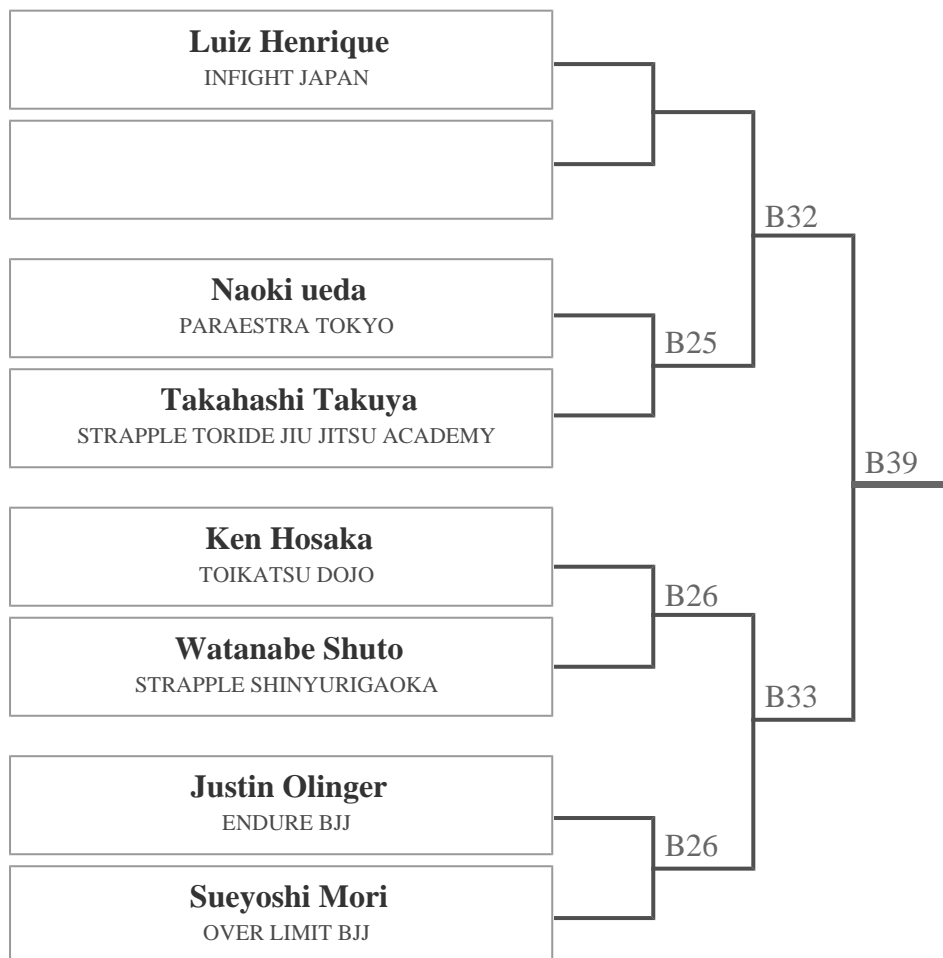 Luiz Henrique
INFIGHT JAPAN
B32
Naoki ueda
PARAESTRA TOKYO
B25
Takahashi Takuya
STRAPPLE TORIDE JIU JITSU ACADEMY
B39
Ken Hosaka
TOIKATSU DOJO
B26
Watanabe Shuto
STRAPPLE SHINYURIGAOKA
B33
Justin Olinger
ENDURE BJJ
B26
Sueyoshi Mori
OVER LIMIT BJJ